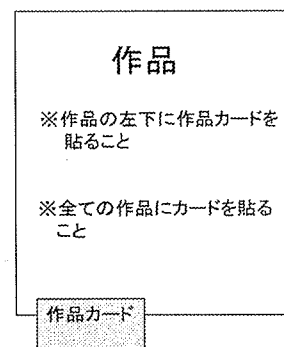 作品
※作品の左下に作品カードを
貼ること
※全ての作品にカードを貼る
こと
作品カード